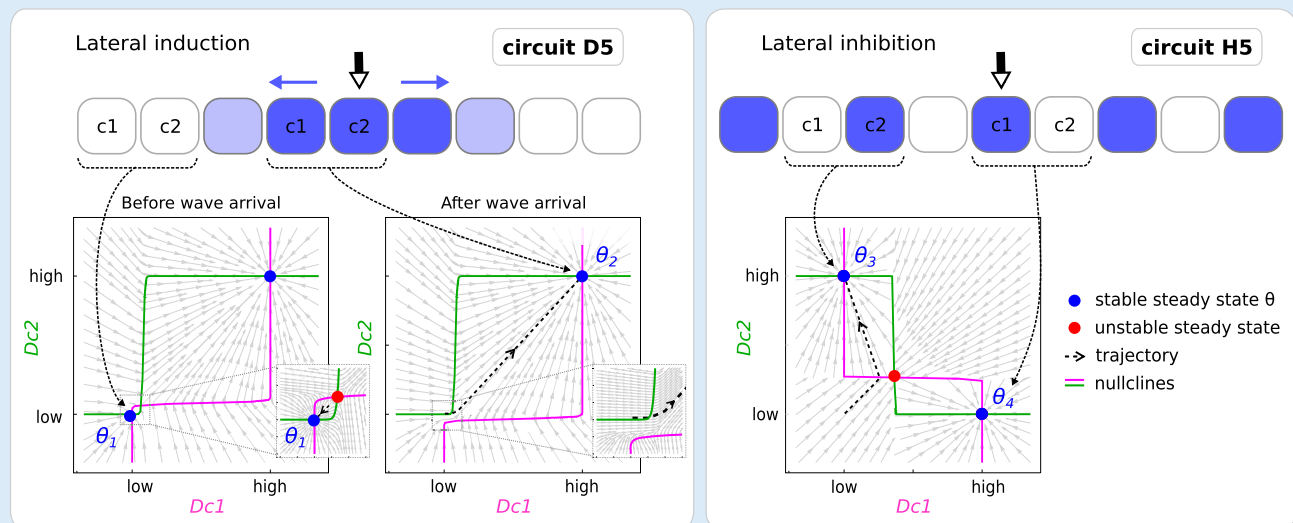 Lateral induction
circuit D5
c1
c2
c1
c2
Before wave arrival
After wave arrival
high
low
Dc2
θ1
θ1
low
high
Dc1
Dc2
θ2
low
high
Dc1
Lateral inhibition
circuit H5
c1
c2
c1
c2
high
low
Dc2
θ3
θ4
low
high
Dc1
stable steady state θ
unstable steady state
trajectory
nullclines